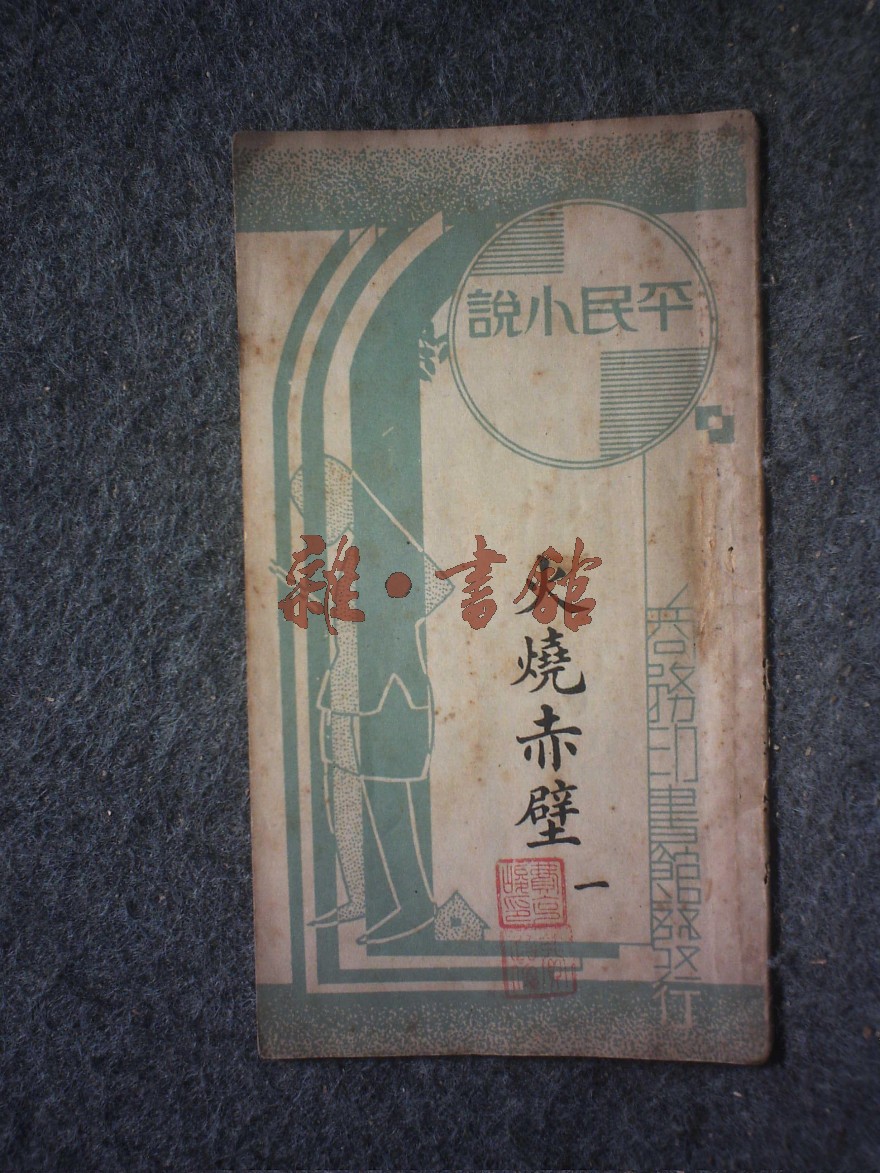 平民小說
火燒赤壁
一
商務印書館發行
雜·書館